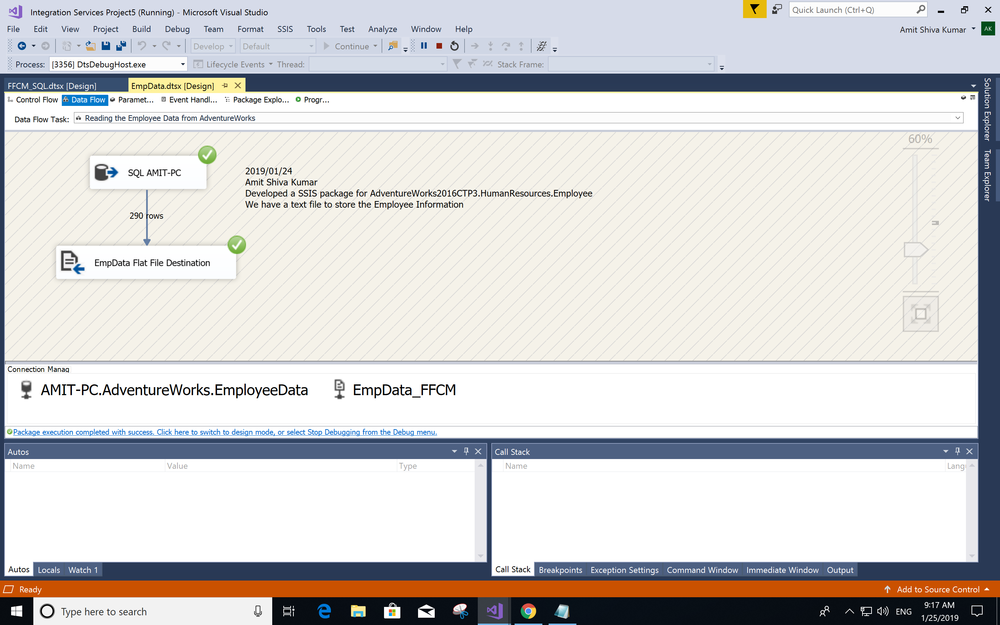 Integration Services Project5 (Running) - Microsoft Visual Studio
Quick Launch (Ctrl+Q)
File Edit View Project Build Debug Team Format SSIS Tools Test Analyze Window Help
Amit Shiva Kumar AK
Develop Default Continue
Process: [3356] DtsDebugHost.exe Lifecycle Events Thread: Stack Frame:
FFCM_SQL.dtsx [Design] EmpData.dtsx [Design]
Control Flow Data Flow Paramet... Event Handl... Package Explo... Progr...
Data Flow Task: Reading the Employee Data from AdventureWorks
Solution Explorer
Team Explorer
60%
SQL AMIT-PC
2019/01/24
Amit Shiva Kumar
Developed a SSIS package for AdventureWorks2016CTP3.HumanResources.Employee
We have a text file to store the Employee Information
290 rows
EmpData Flat File Destination
Connection Manag
AMIT-PC.AdventureWorks.EmployeeData EmpData_FFCM
Package execution completed with success. Click here to switch to design mode, or select Stop Debugging from the Debug menu.
Autos
Name Value Type
Call Stack
Name Langu
Autos Locals Watch 1
Call Stack Breakpoints Exception Settings Command Window Immediate Window Output
Ready
Add to Source Control
Type here to search
ENG
9:17 AM
1/25/2019